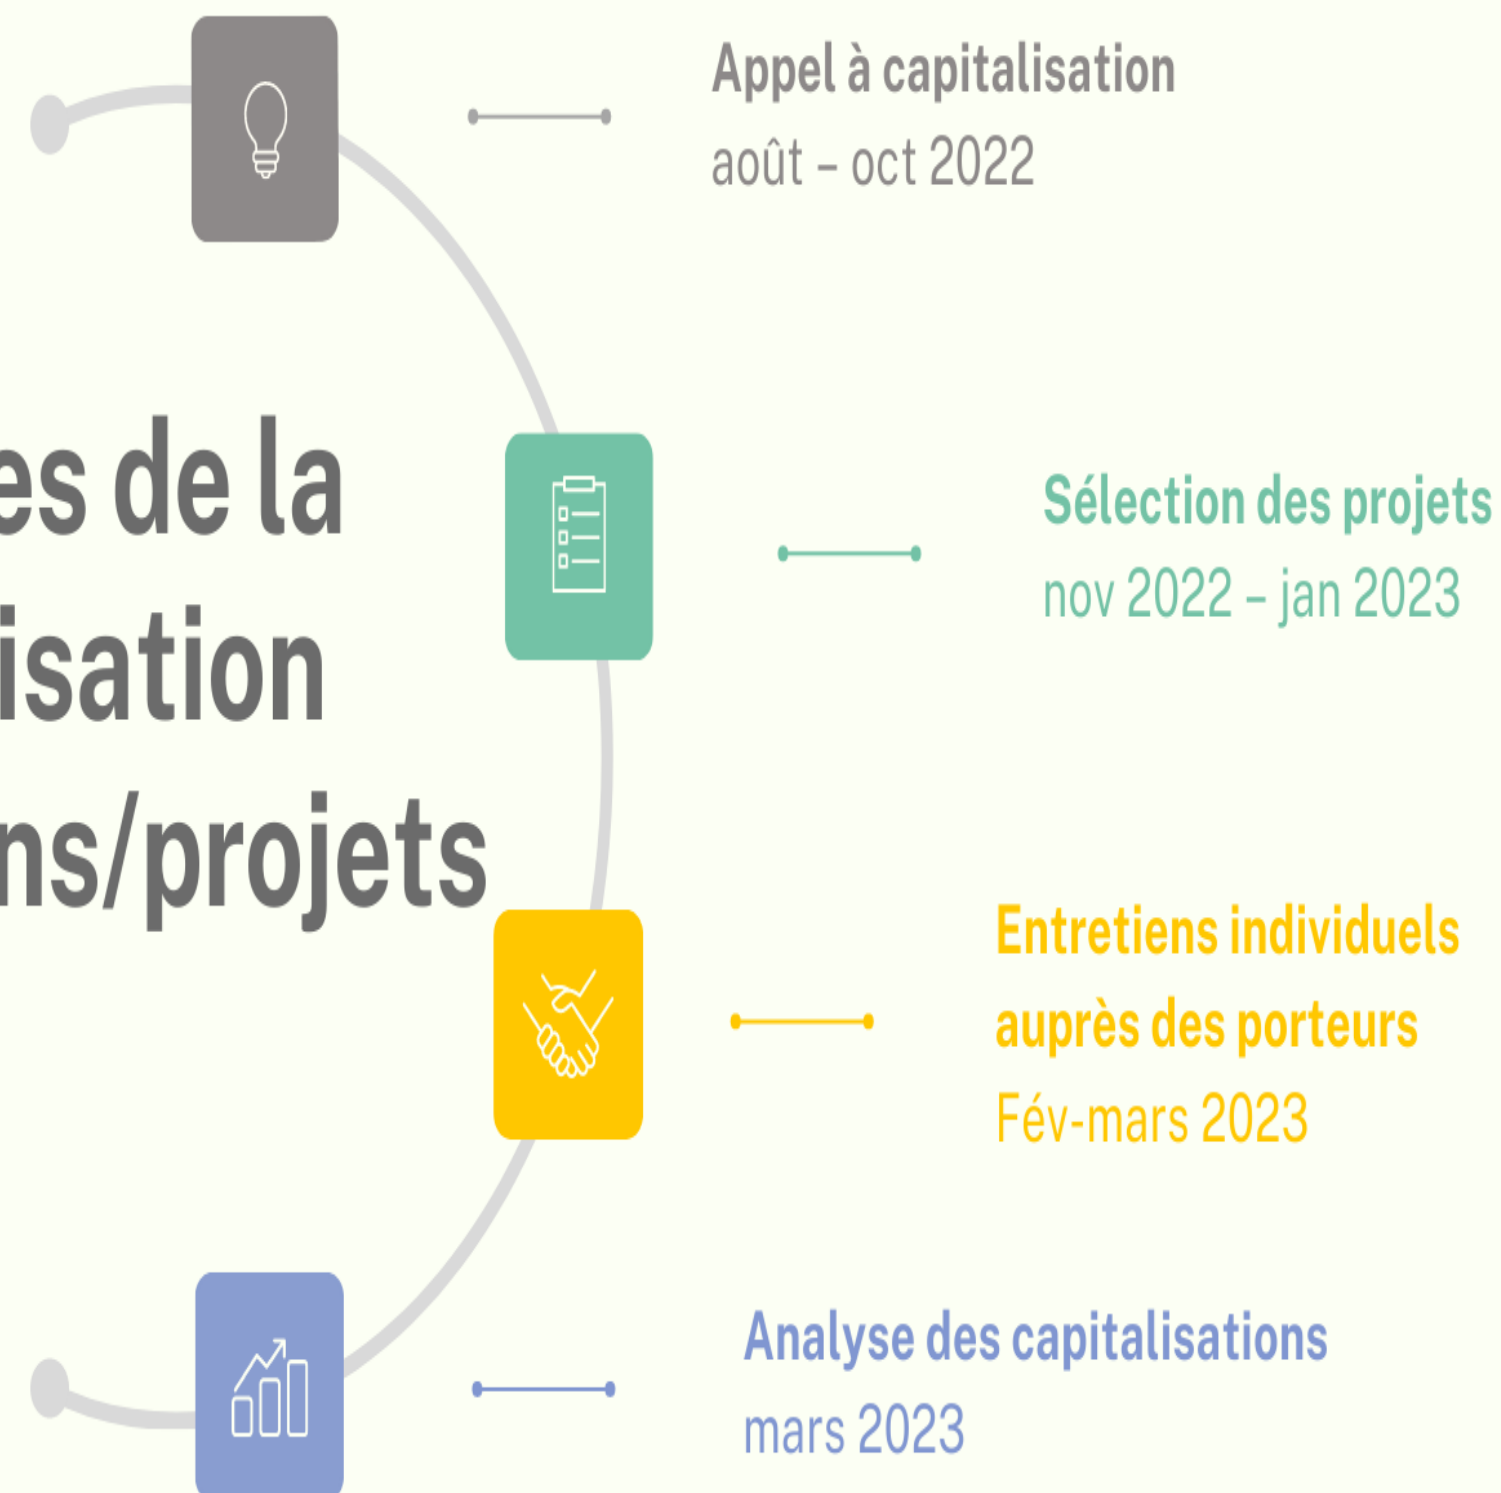 Appel à capitalisation
août – oct 2022
es de la
isation
ns/projets
Sélection des projets
nov 2022 – jan 2023
Entretiens individuels
auprès des porteurs
Fév-mars 2023
Analyse des capitalisations
mars 2023